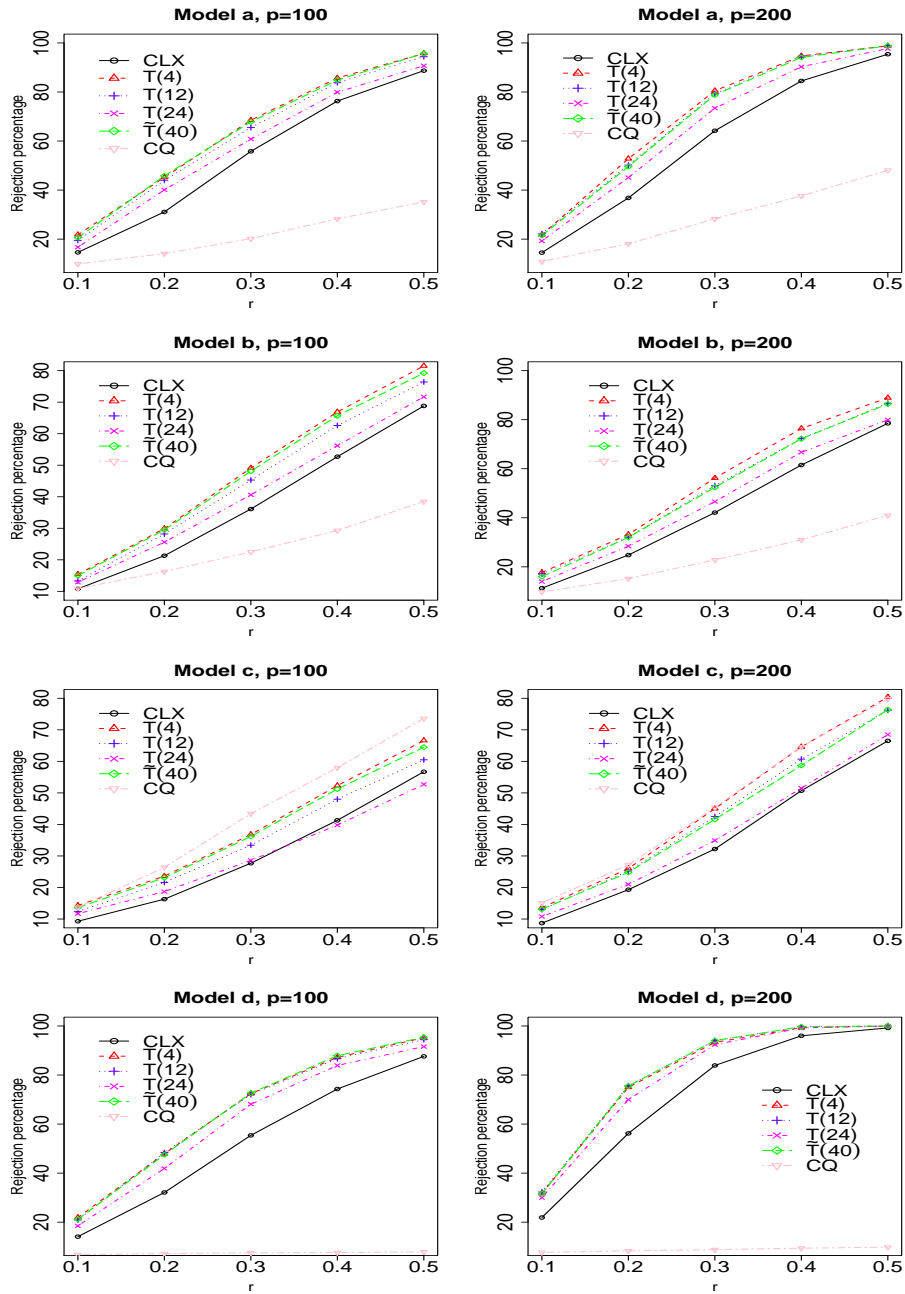 Model a, p=100
Rejection percentage
100
80
60
40
20
CLX
T(4)
T(12)
T(24)
T̃(40)
CQ
0.1 0.2 0.3 0.4 0.5
r
Model a, p=200
Rejection percentage
100
80
60
40
20
CLX
T(4)
T(12)
T(24)
T̃(40)
CQ
0.1 0.2 0.3 0.4 0.5
r
Model b, p=100
Rejection percentage
80
70
60
50
40
30
20
10
CLX
T(4)
T(12)
T(24)
T̃(40)
CQ
0.1 0.2 0.3 0.4 0.5
r
Model b, p=200
Rejection percentage
100
80
60
40
20
CLX
T(4)
T(12)
T(24)
T̃(40)
CQ
0.1 0.2 0.3 0.4 0.5
r
Model c, p=100
Rejection percentage
80
70
60
50
40
30
20
10
CLX
T(4)
T(12)
T(24)
T̃(40)
CQ
0.1 0.2 0.3 0.4 0.5
r
Model c, p=200
Rejection percentage
80
70
60
50
40
30
20
10
CLX
T(4)
T(12)
T(24)
T̃(40)
CQ
0.1 0.2 0.3 0.4 0.5
r
Model d, p=100
Rejection percentage
100
80
60
40
20
CLX
T(4)
T(12)
T(24)
T̃(40)
CQ
0.1 0.2 0.3 0.4 0.5
r
Model d, p=200
Rejection percentage
100
80
60
40
20
CLX
T(4)
T(12)
T(24)
T̃(40)
CQ
0.1 0.2 0.3 0.4 0.5
r